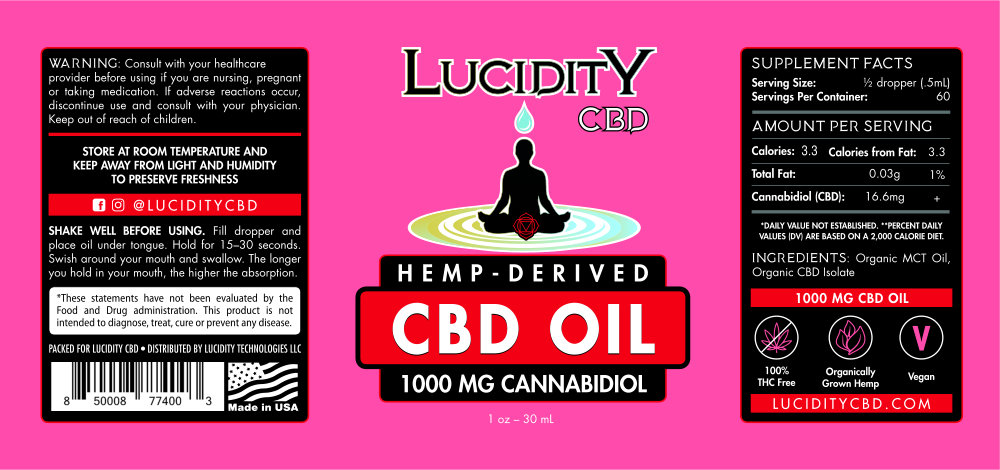 WARNING: Consult with your healthcare
provider before using if you are nursing, pregnant
or taking medication. If adverse reactions occur,
discontinue use and consult with your physician.
Keep out of reach of children.
STORE AT ROOM TEMPERATURE AND
KEEP AWAY FROM LIGHT AND HUMIDITY
TO PRESERVE FRESHNESS
@LUCIDITYCBD
SHAKE WELL BEFORE USING. Fill dropper and
place oil under tongue. Hold for 15–30 seconds.
Swish around your mouth and swallow. The longer
you hold in your mouth, the higher the absorption.
*These statements have not been evaluated by the
Food and Drug administration. This product is not
intended to diagnose, treat, cure or prevent any disease.
PACKED FOR LUCIDITY CBD • DISTRIBUTED BY LUCIDITY TECHNOLOGIES LLC
8 50008 77400 3
Made in USA
LUCIDITY
CBD
HEMP-DERIVED
CBD OIL
1000 MG CANNABIDIOL
1 oz – 30 mL
SUPPLEMENT FACTS
Serving Size: ½ dropper (.5mL)
Servings Per Container: 60
AMOUNT PER SERVING
Calories: 3.3 Calories from Fat: 3.3
Total Fat: 0.03g 1%
Cannabidiol (CBD): 16.6mg +
*DAILY VALUE NOT ESTABLISHED. **PERCENT DAILY
VALUES (DV) ARE BASED ON A 2,000 CALORIE DIET.
INGREDIENTS: Organic MCT Oil,
Organic CBD Isolate
1000 MG CBD OIL
V
100%
THC Free
Organically
Grown Hemp
Vegan
LUCIDITYCBD.COM